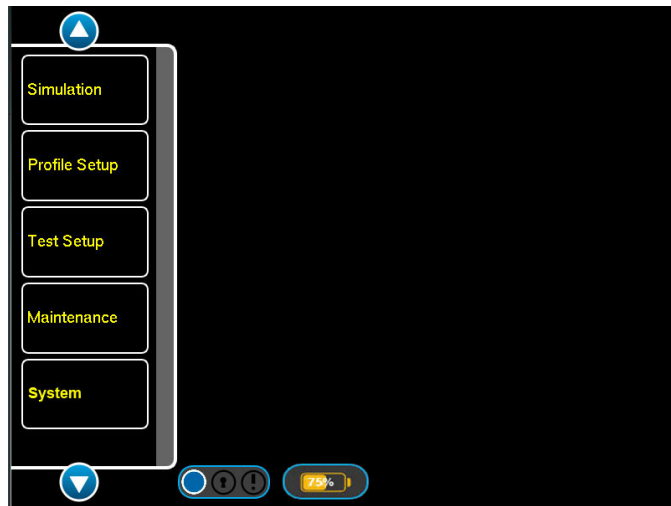 Simulation
Profile Setup
Test Setup
Maintenance
System
75%